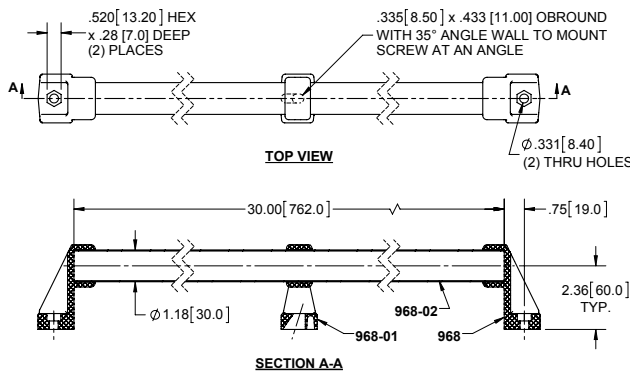 .520[13.20] HEX
x .28 [7.0] DEEP
(2) PLACES
.335[8.50] x .433 [11.00] OBROUND
WITH 35° ANGLE WALL TO MOUNT
SCREW AT AN ANGLE
A
A
TOP VIEW
Ø.331[8.40]
(2) THRU HOLES
30.00[762.0]
.75[19.0]
Ø1.18[30.0]
968-02
2.36[60.0]
TYP.
968-01
968
SECTION A-A